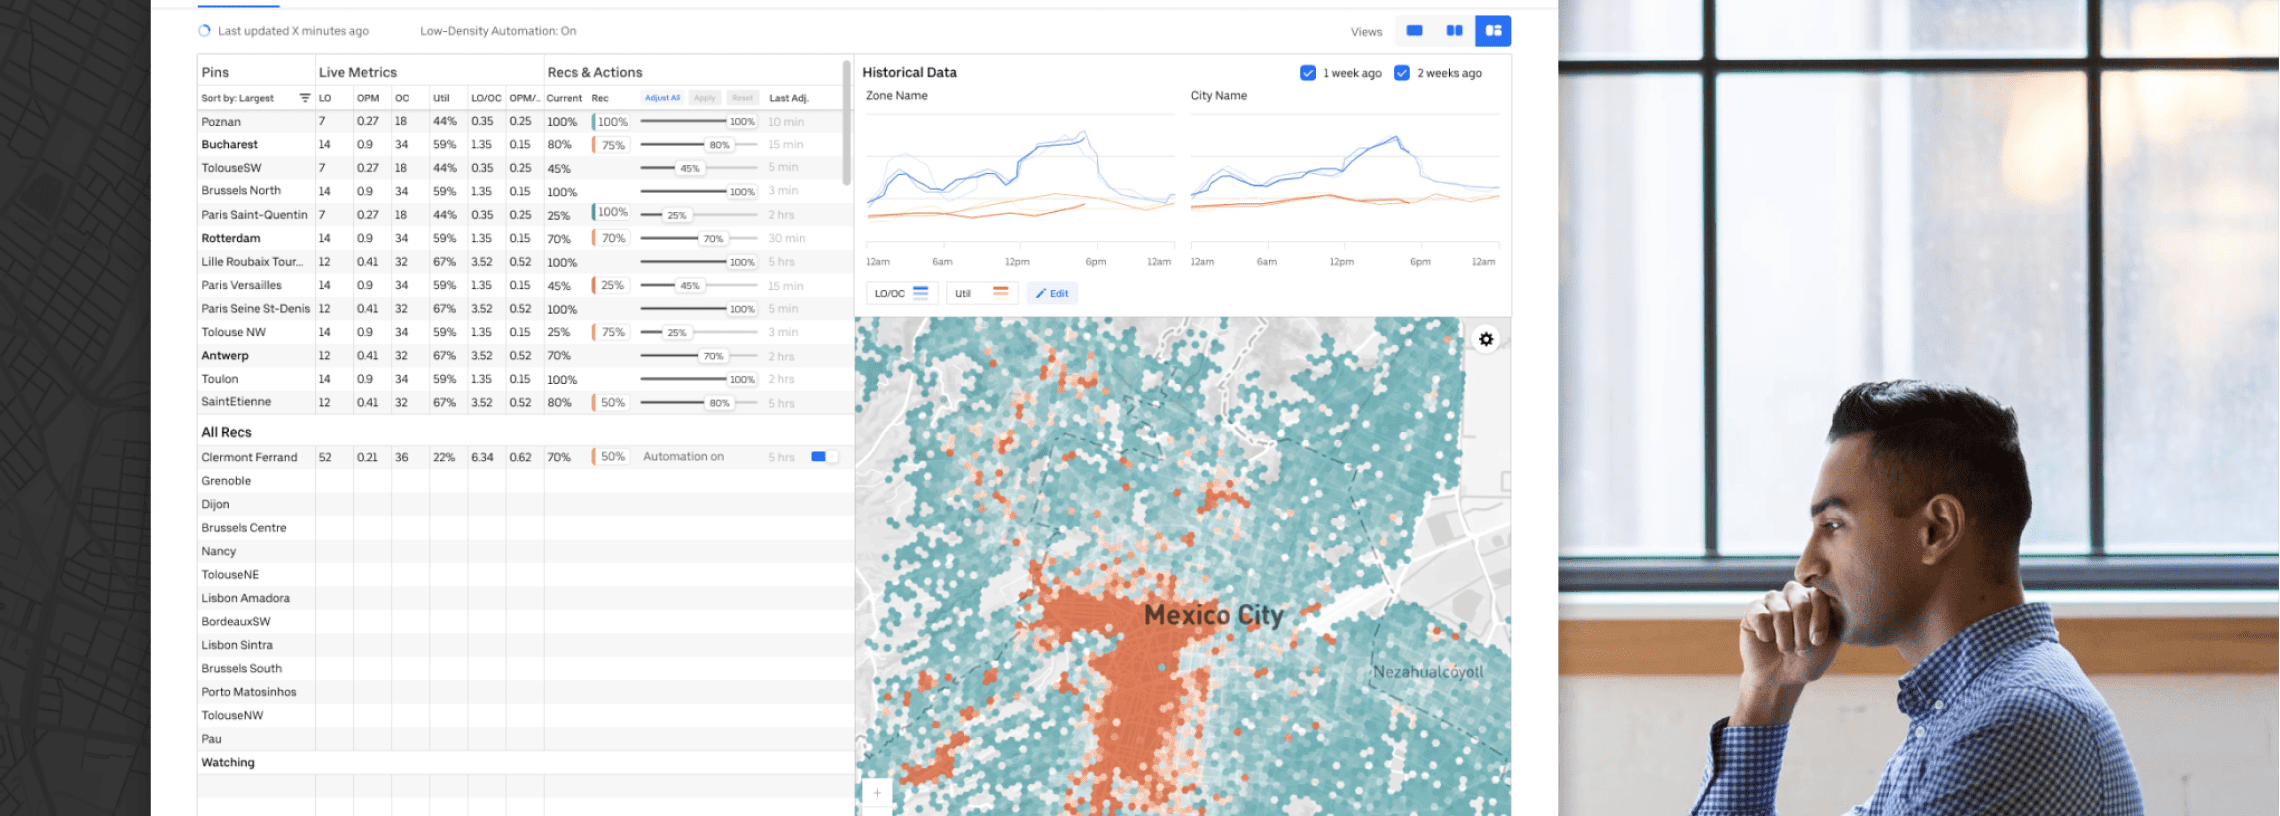 Last updated X minutes ago Low-Density Automation: On Views
Pins Live Metrics Recs & Actions
Sort by: Largest LO OPM OC Util LO/OC OPM/.. Current Rec Adjust All Apply Reset Last Adj.
Poznan 7 0.27 18 44% 0.35 0.25 100% 100% 100% 10 min
Bucharest 14 0.9 34 59% 1.35 0.15 80% 75% 80% 15 min
TolouseSW 7 0.27 18 44% 0.35 0.25 45% 45% 5 min
Brussels North 14 0.9 34 59% 1.35 0.15 100% 100% 3 min
Paris Saint-Quentin 7 0.27 18 44% 0.35 0.25 25% 100% 25% 2 hrs
Rotterdam 14 0.9 34 59% 1.35 0.15 70% 70% 70% 30 min
Lille Roubaix Tour... 12 0.41 32 67% 3.52 0.52 100% 100% 5 hrs
Paris Versailles 14 0.9 34 59% 1.35 0.15 45% 25% 45% 15 min
Paris Seine St-Denis 12 0.41 32 67% 3.52 0.52 100% 100% 5 min
Tolouse NW 14 0.9 34 59% 1.35 0.15 25% 75% 25% 3 min
Antwerp 12 0.41 32 67% 3.52 0.52 70% 70% 2 hrs
Toulon 14 0.9 34 59% 1.35 0.15 100% 100% 2 hrs
SaintEtienne 12 0.41 32 67% 3.52 0.52 80% 50% 80% 5 hrs
All Recs
Clermont Ferrand 52 0.21 36 22% 6.34 0.62 70% 50% Automation on 5 hrs
Grenoble
Dijon
Brussels Centre
Nancy
TolouseNE
Lisbon Amadora
BordeauxSW
Lisbon Sintra
Brussels South
Porto Matosinhos
TolouseNW
Pau
Watching
Historical Data 1 week ago 2 weeks ago
Zone Name City Name
12am 6am 12pm 6pm 12am 12am 6am 12pm 6pm 12am
LO/OC Util Edit
Mexico City
Nezahualcóyotl
+